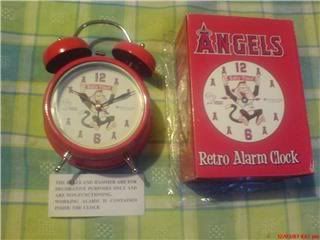 ANGELS
12
6
Retro Alarm Clock
12
6
THE BELLS AND HAMMER ARE FOR
DECORATIVE PURPOSES ONLY AND
ARE NON-FUNCTIONING.
WORKING ALARM IS CONTAINED
INSIDE THE CLOCK